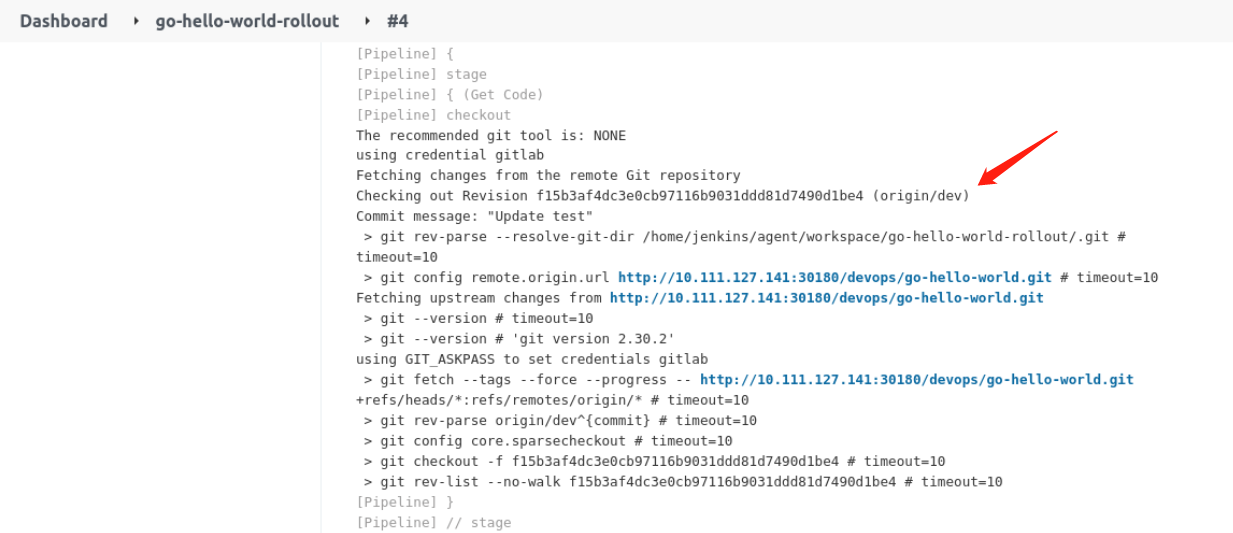 Dashboard ▸ go-hello-world-rollout ▸ #4
[Pipeline] {
[Pipeline] stage
[Pipeline] { (Get Code)
[Pipeline] checkout
The recommended git tool is: NONE
using credential gitlab
Fetching changes from the remote Git repository
Checking out Revision f15b3af4dc3e0cb97116b9031ddd81d7490d1be4 (origin/dev)
Commit message: "Update test"
 > git rev-parse --resolve-git-dir /home/jenkins/agent/workspace/go-hello-world-rollout/.git #
timeout=10
 > git config remote.origin.url http://10.111.127.141:30180/devops/go-hello-world.git # timeout=10
Fetching upstream changes from http://10.111.127.141:30180/devops/go-hello-world.git
 > git --version # timeout=10
 > git --version # 'git version 2.30.2'
using GIT_ASKPASS to set credentials gitlab
 > git fetch --tags --force --progress -- http://10.111.127.141:30180/devops/go-hello-world.git
+refs/heads/*:refs/remotes/origin/* # timeout=10
 > git rev-parse origin/dev^{commit} # timeout=10
 > git config core.sparsecheckout # timeout=10
 > git checkout -f f15b3af4dc3e0cb97116b9031ddd81d7490d1be4 # timeout=10
 > git rev-list --no-walk f15b3af4dc3e0cb97116b9031ddd81d7490d1be4 # timeout=10
[Pipeline] }
[Pipeline] // stage